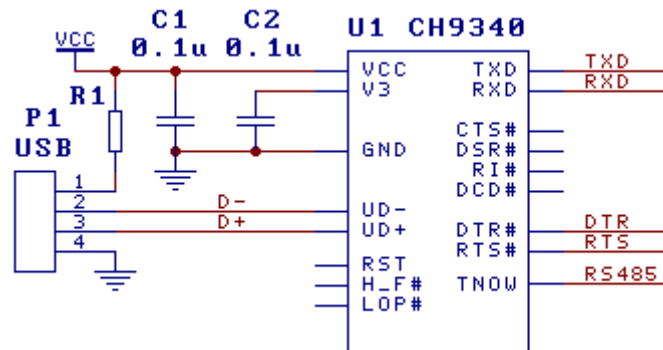 C1 C2 U1 CH9340
VCC 0.1u 0.1u
VCC TXD TXD
V3 RXD RXD
R1
P1
USB
CTS#
GND DSR#
RI#
DCD#
1
2 D- UD-
3 D+ UD+ DTR# DTR
4 RTS# RTS
RST
H_F# TNOW RS485
LOP#